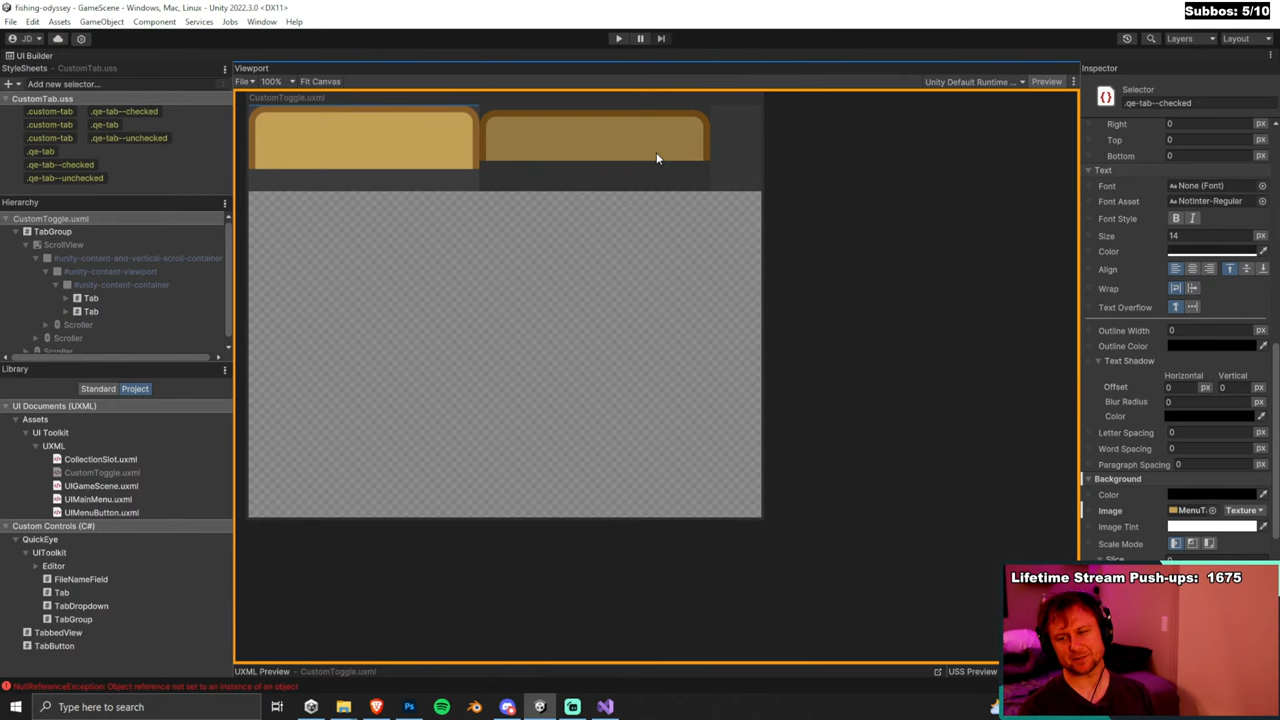 fishing-odyssey - GameScene - Windows, Mac, Linux - Unity 2022.3.0 <DX11>
Subbos: 5/10
File Edit Assets GameObject Component Services Jobs Window Help
JD
Layers Layout
UI Builder
StyleSheets CustomTab.uss
Viewport
Inspector
Add new selector...
File 100% Fit Canvas
Unity Default Runtime ... Preview
CustomTab.uss
CustomToggle.uxml
Selector
.qe-tab--checked
.custom-tab .qe-tab--checked
.custom-tab .qe-tab
.custom-tab .qe-tab--unchecked
.qe-tab
.qe-tab--checked
.qe-tab--unchecked
Right 0 px
Top 0 px
Bottom 0 px
Text
Font None (Font)
Font Asset NotInter-Regular
Font Style B I
Size 14 px
Color
Align
Wrap
Text Overflow
Outline Width 0 px
Outline Color
Text Shadow
Horizontal Vertical
Offset 0 px 0 px
Blur Radius 0 px
Color
Letter Spacing 0 px
Word Spacing 0 px
Paragraph Spacing 0 px
Background
Color
Image MenuT Texture
Image Tint
Scale Mode
Hierarchy
CustomToggle.uxml
TabGroup
ScrollView
#unity-content-and-vertical-scroll-container
#unity-content-viewport
#unity-content-container
Tab
Tab
Scroller
Scroller
Library
Standard Project
UI Documents (UXML)
Assets
UI Toolkit
UXML
CollectionSlot.uxml
CustomToggle.uxml
UIGameScene.uxml
UIMainMenu.uxml
UIMenuButton.uxml
Custom Controls (C#)
QuickEye
UIToolkit
Editor
FileNameField
Tab
TabDropdown
TabGroup
TabbedView
TabButton
Lifetime Stream Push-ups: 1675
UXML Preview CustomToggle.uxml
USS Preview
NullReferenceException: Object reference not set to an instance of an object
Type here to search